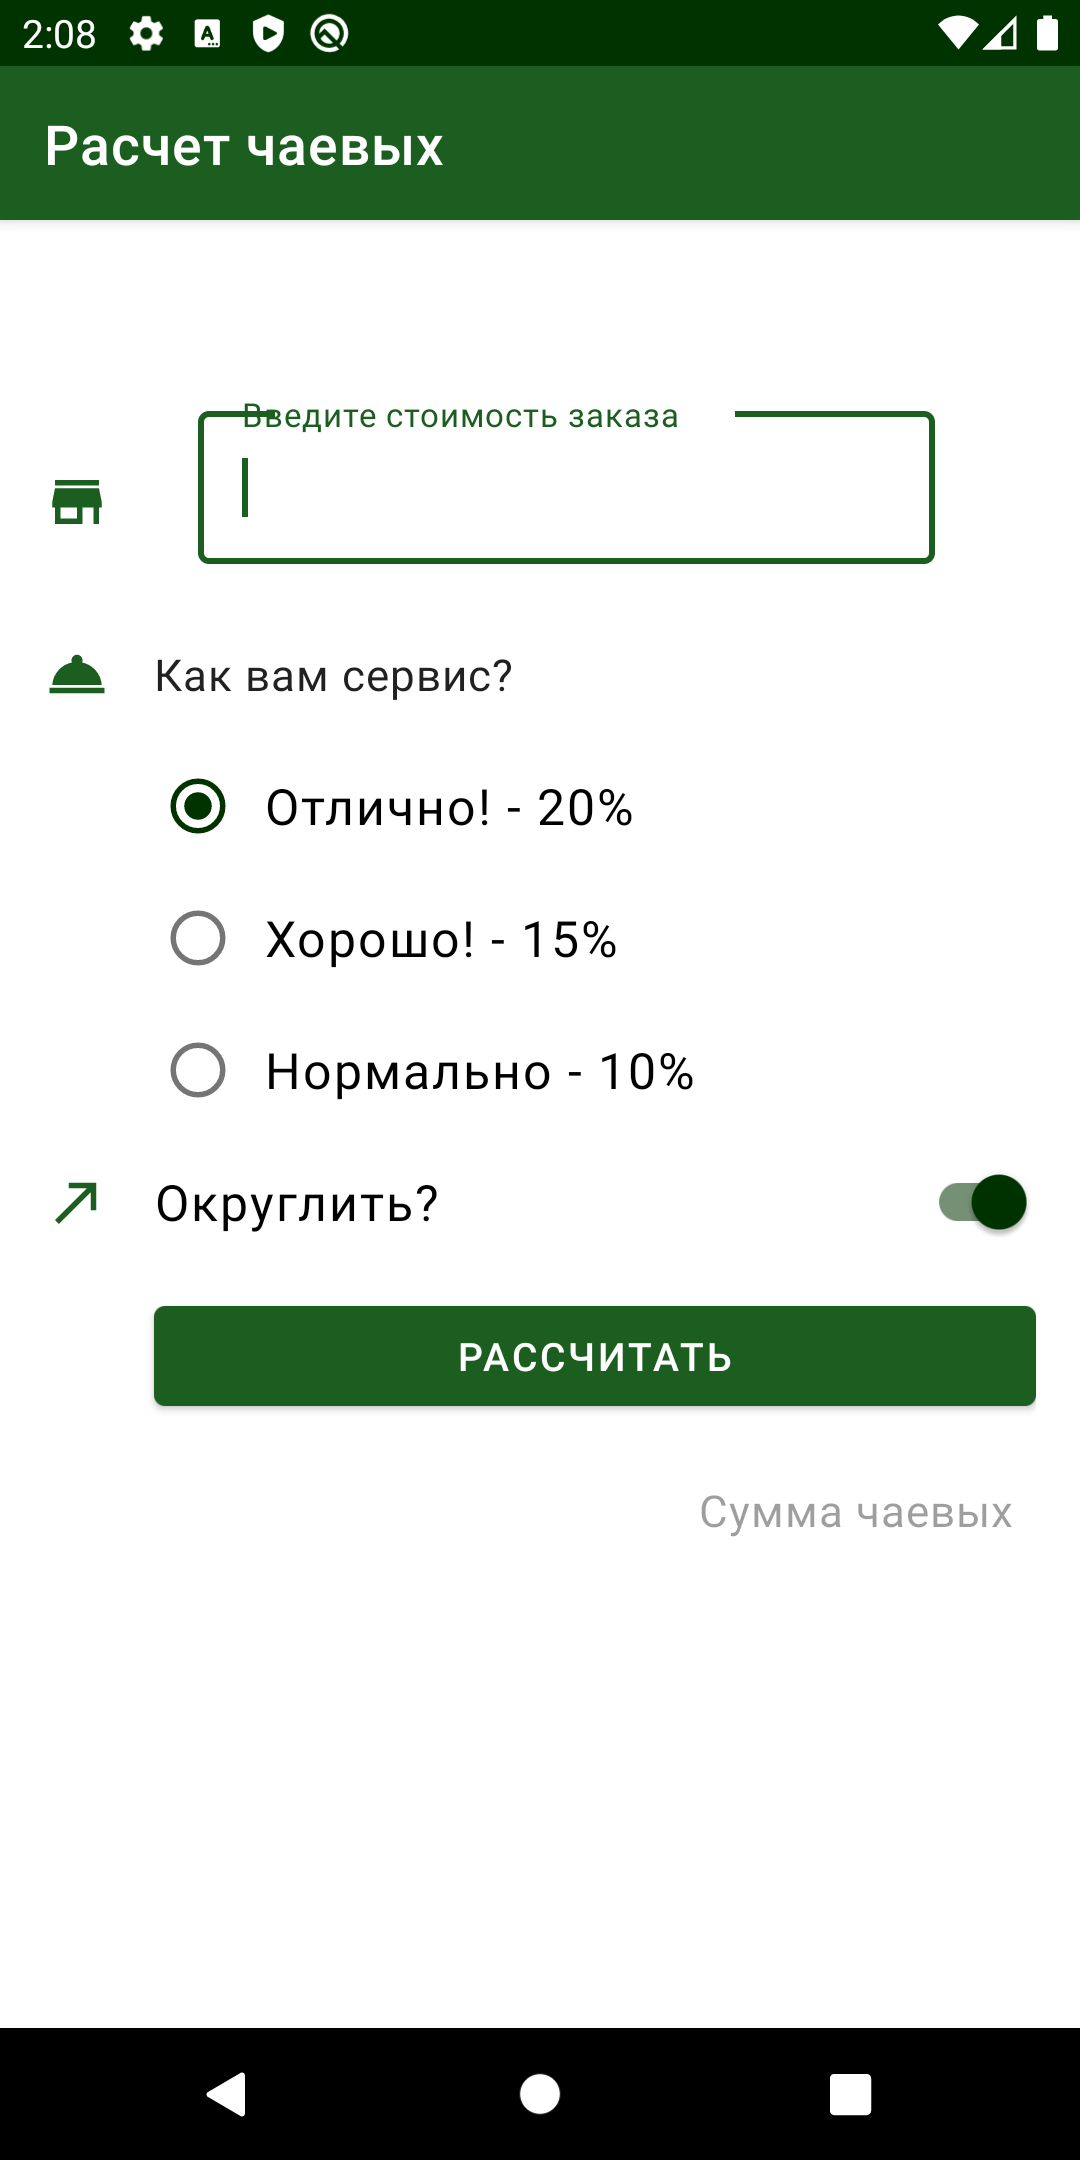 2:08
Расчет чаевых
Введите стоимость заказа
Как вам сервис?
Отлично! - 20%
Хорошо! - 15%
Нормально - 10%
Округлить?
РАССЧИТАТЬ
Сумма чаевых